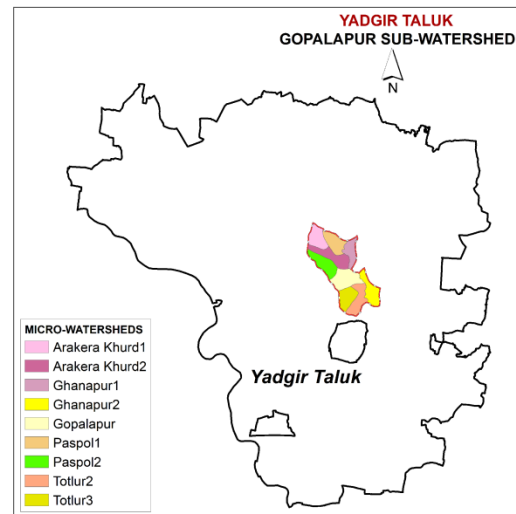 YADGIR TALUK
GOPALAPUR SUB-WATERSHED
N
Yadgir Taluk
MICRO-WATERSHEDS
Arakera Khurd1
Arakera Khurd2
Ghanapur1
Ghanapur2
Gopalapur
Paspol1
Paspol2
Totlur2
Totlur3